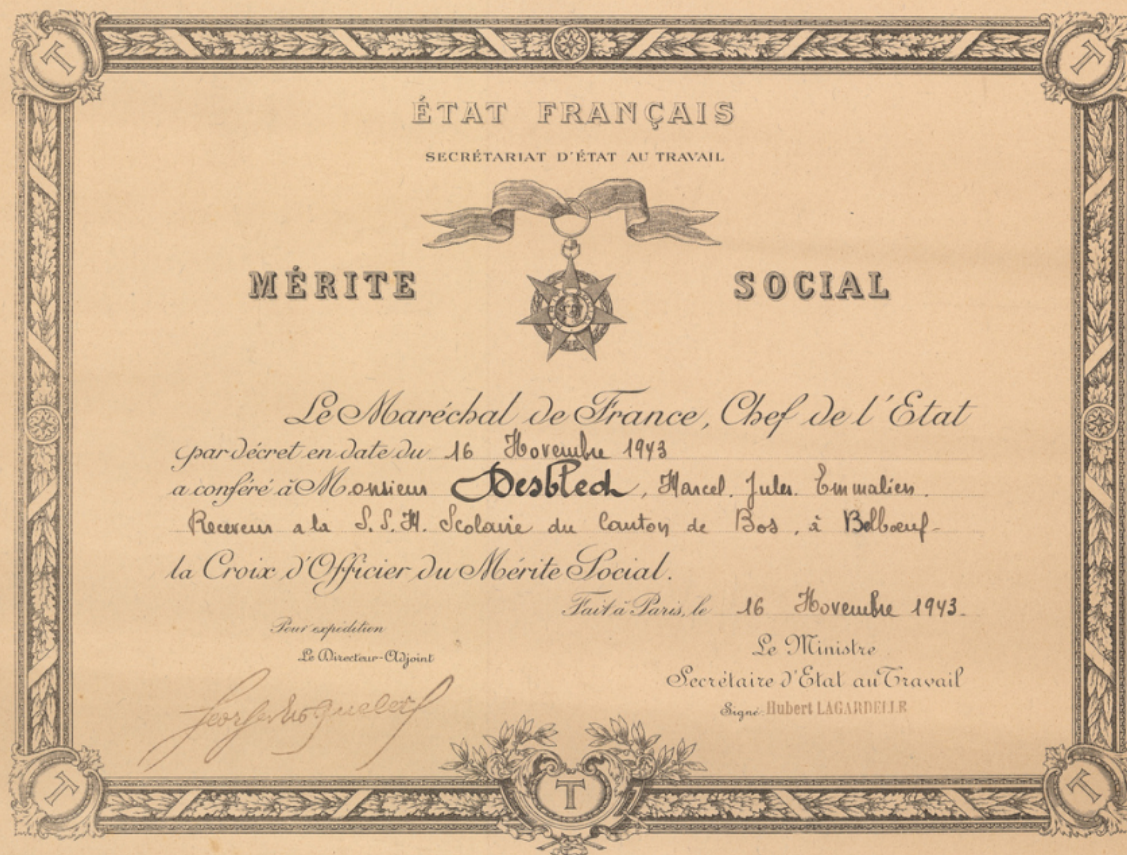 T
T
ÉTAT FRANÇAIS
SECRÉTARIAT D'ÉTAT AU TRAVAIL
MÉRITE SOCIAL
Le Maréchal de France, Chef de l'Etat
par décret en date du 16 Novembre 1943
a conféré à Monsieur Desbled, Marcel. Jules. Emmalien.
Receveur a la S.S.M. Scolaire du Canton de Bos, à Belbœuf
la Croix d'Officier du Mérite Social.
Fait à Paris, le 16 Novembre 1943.
Pour expédition
Le Directeur-Adjoint
Le Ministre
Secrétaire d'Etat au Travail
Signé: Hubert LAGARDELLE
T
T
T